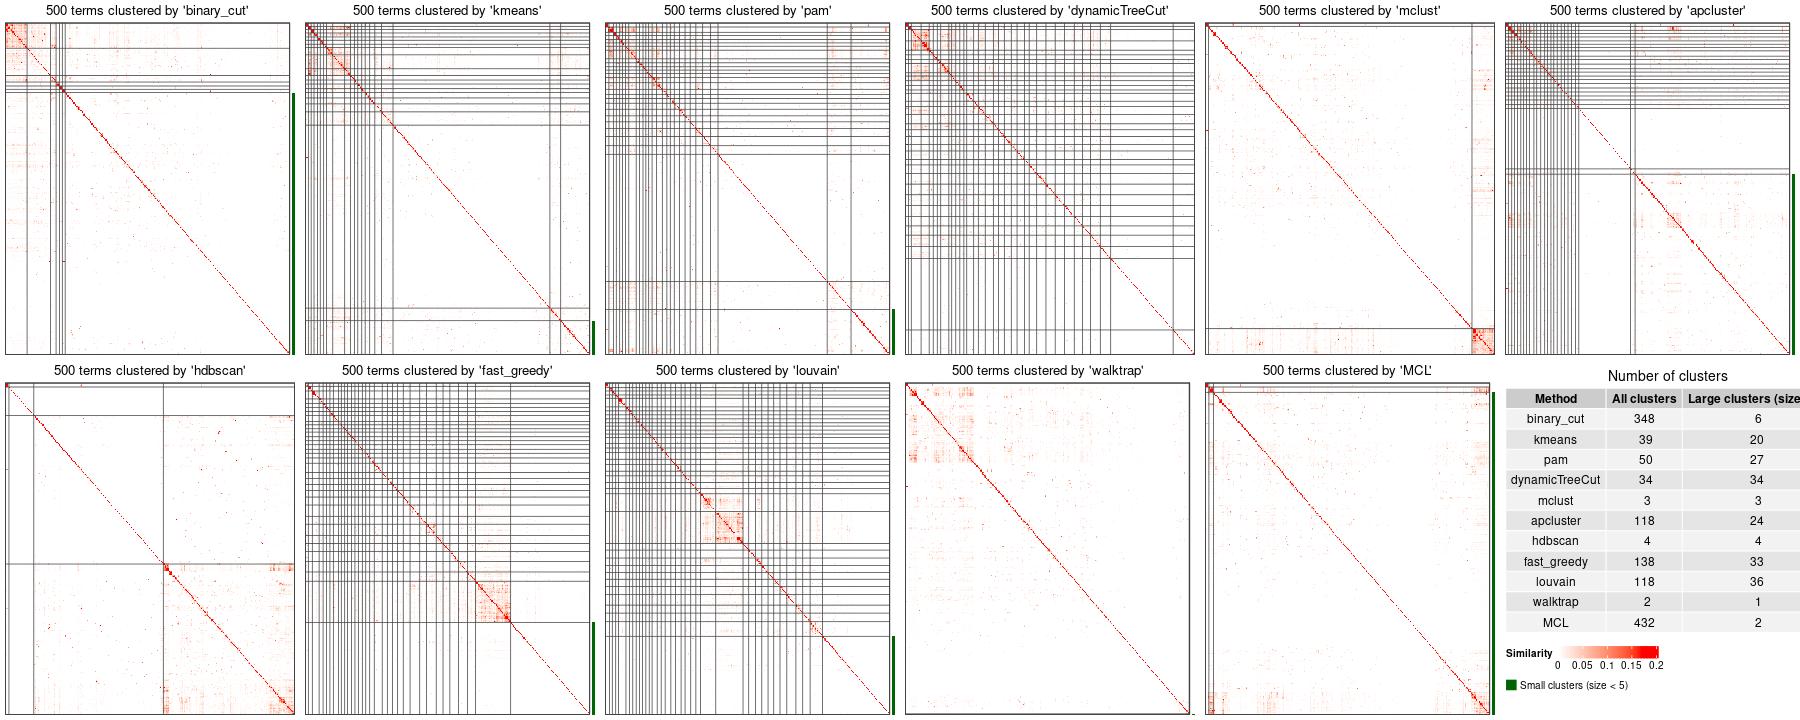 500 terms clustered by 'binary_cut'
500 terms clustered by 'kmeans'
500 terms clustered by 'pam'
500 terms clustered by 'dynamicTreeCut'
500 terms clustered by 'mclust'
500 terms clustered by 'apcluster'
500 terms clustered by 'hdbscan'
500 terms clustered by 'fast_greedy'
500 terms clustered by 'louvain'
500 terms clustered by 'walktrap'
500 terms clustered by 'MCL'
Number of clusters
Method All clusters Large clusters (size
binary_cut 348 6
kmeans 39 20
pam 50 27
dynamicTreeCut 34 34
mclust 3 3
apcluster 118 24
hdbscan 4 4
fast_greedy 138 33
louvain 118 36
walktrap 2 1
MCL 432 2
Similarity
0 0.05 0.1 0.15 0.2
Small clusters (size < 5)